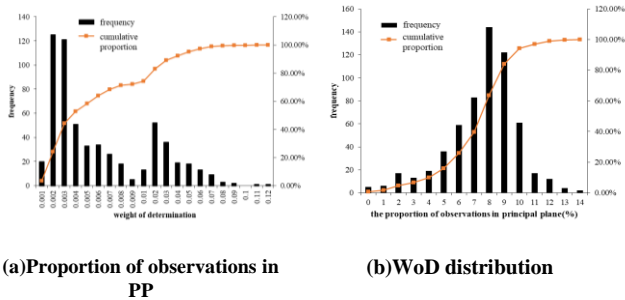 140
120
100
80
60
40
20
0
frequency
frequency
cumulative
proportion
120.00%
100.00%
80.00%
60.00%
40.00%
20.00%
0.00%
0.001 0.002 0.003 0.004 0.005 0.006 0.007 0.008 0.009 0.01 0.02 0.03 0.04 0.05 0.06 0.07 0.08 0.09 0.1 0.11 0.12
weight of determination
(a)Proportion of observations in
PP
160
140
120
100
80
60
40
20
0
frequency
frequency
cumulative
proportion
120.00%
100.00%
80.00%
60.00%
40.00%
20.00%
0.00%
0 1 2 3 4 5 6 7 8 9 10 11 12 13 14
the proportion of observations in principal plane(%)
(b)WoD distribution